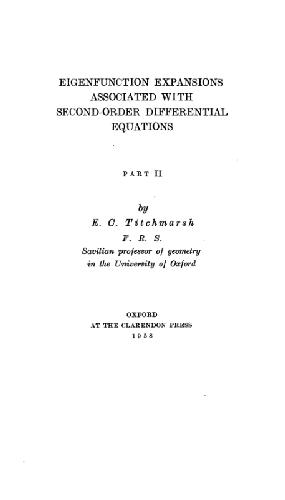 EIGENFUNCTION EXPANSIONS
ASSOCIATED WITH
SECOND-ORDER DIFFERENTIAL
EQUATIONS
PART II
by
E. C. Titchmarsh
F. R. S.
Savilian professor of geometry
in the University of Oxford
OXFORD
AT THE CLARENDON PRESS
1958